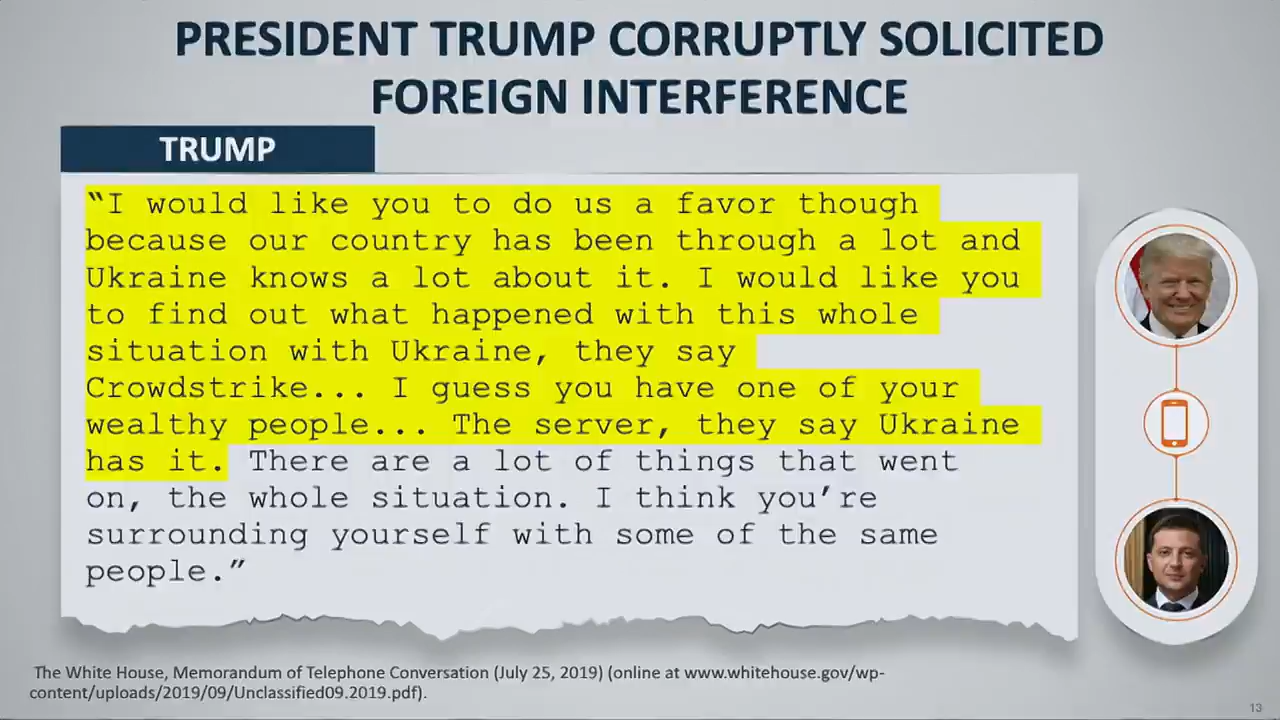 PRESIDENT TRUMP CORRUPTLY SOLICITED
FOREIGN INTERFERENCE
TRUMP
“I would like you to do us a favor though
because our country has been through a lot and
Ukraine knows a lot about it. I would like you
to find out what happened with this whole
situation with Ukraine, they say
Crowdstrike... I guess you have one of your
wealthy people... The server, they say Ukraine
has it. There are a lot of things that went
on, the whole situation. I think you’re
surrounding yourself with some of the same
people.”
The White House, Memorandum of Telephone Conversation (July 25, 2019) (online at www.whitehouse.gov/wp-
content/uploads/2019/09/Unclassified09.2019.pdf).
13